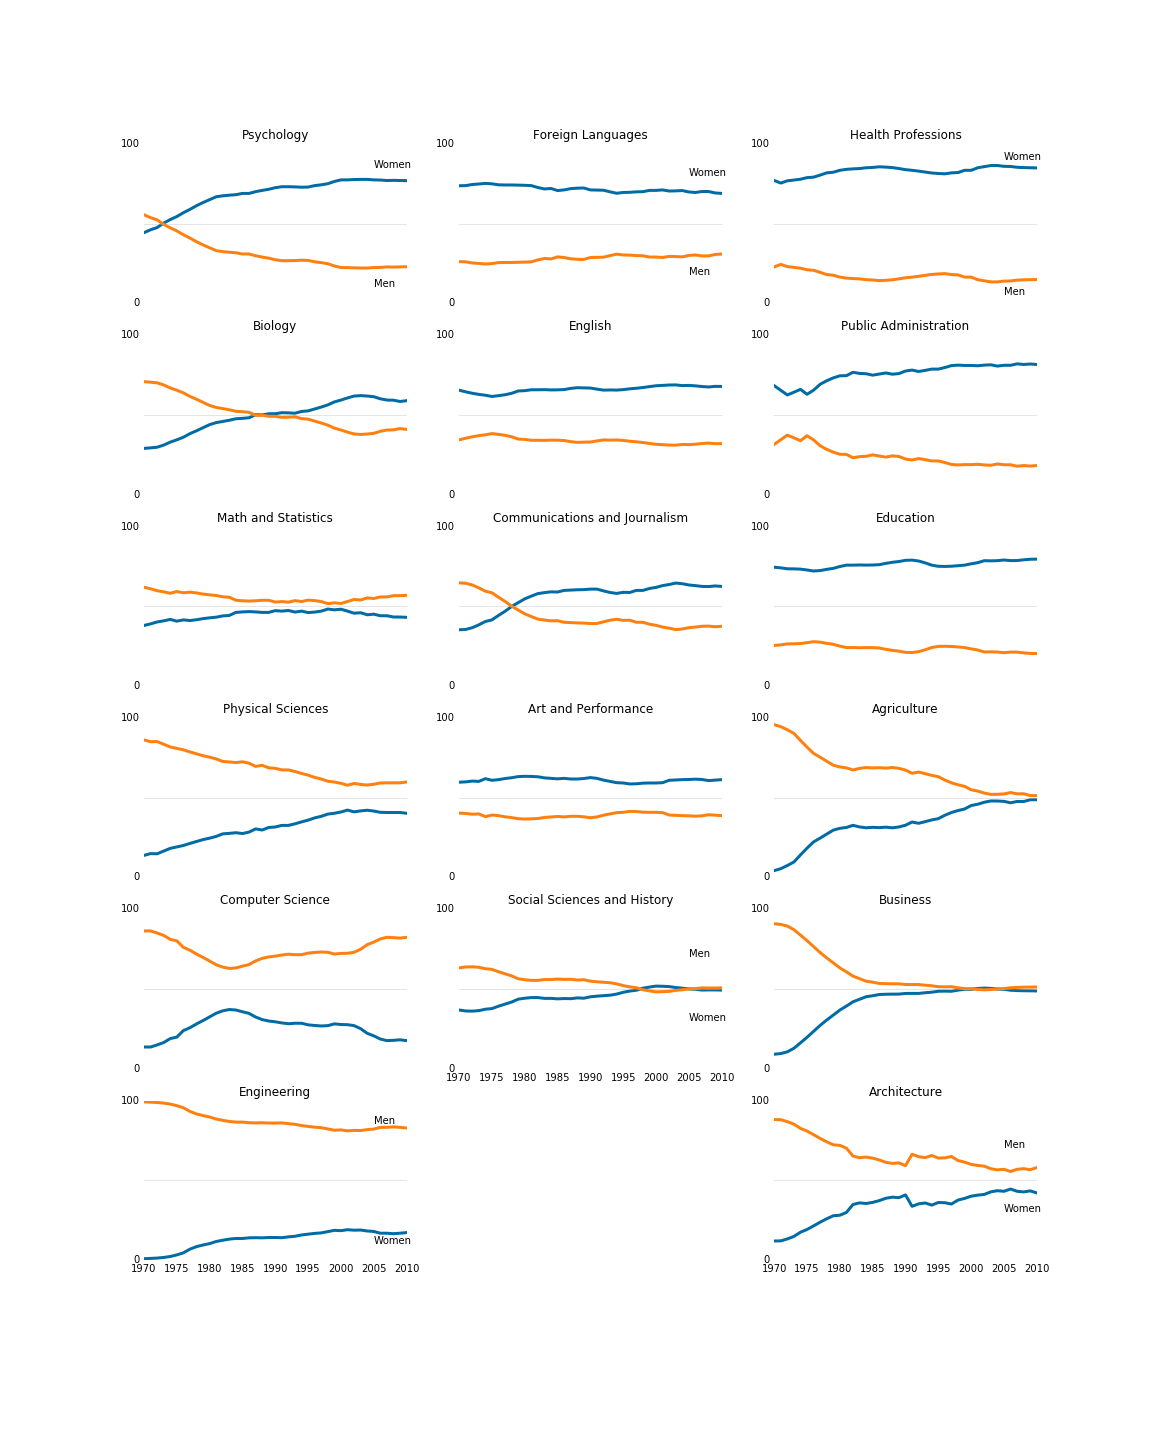 Psychology
100
Women
Men
0
Foreign Languages
100
Women
Men
0
Health Professions
100
Women
Men
0
Biology
100
0
English
100
0
Public Administration
100
0
Math and Statistics
100
0
Communications and Journalism
100
0
Education
100
0
Physical Sciences
100
0
Art and Performance
100
0
Agriculture
100
0
Computer Science
100
0
Social Sciences and History
100
Men
Women
0
1970 1975 1980 1985 1990 1995 2000 2005 2010
Business
100
0
Engineering
100
Men
Women
0
1970 1975 1980 1985 1990 1995 2000 2005 2010
Architecture
100
Men
Women
0
1970 1975 1980 1985 1990 1995 2000 2005 2010